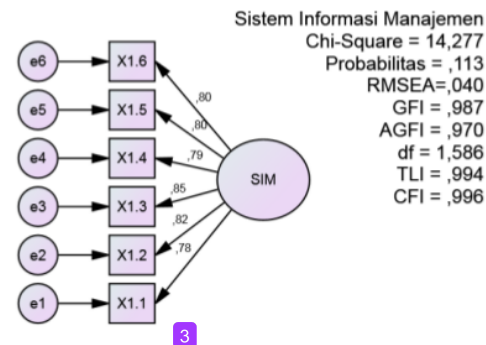 Sistem Informasi Manajemen
Chi-Square = 14,277
Probabilitas = ,113
RMSEA=,040
GFI = ,987
AGFI = ,970
df = 1,586
TLI = ,994
CFI = ,996
e6 X1.6
,80
e5 X1.5
,80
e4 X1.4
,79
SIM
e3 X1.3
,85
e2 X1.2
,82
,78
e1 X1.1
3